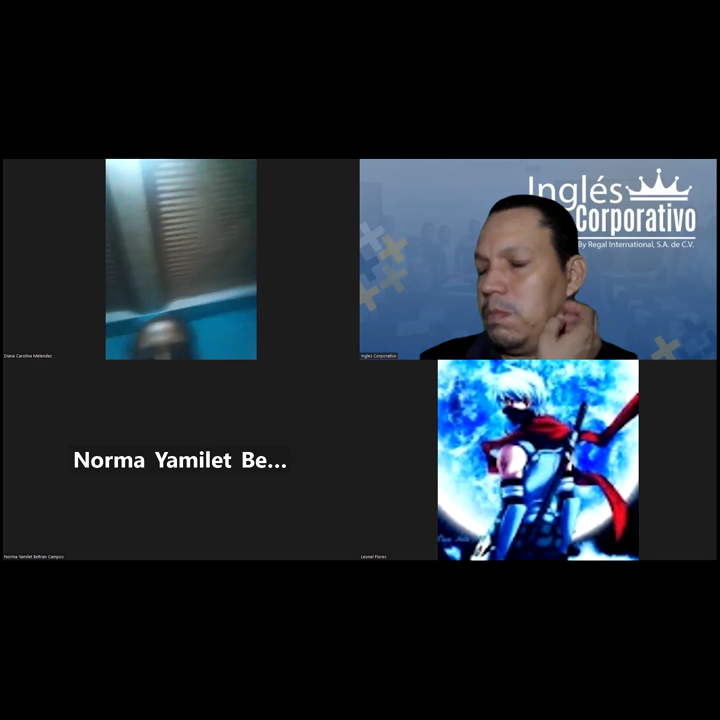 Inglés
Corporativo
By Regal International, S.A. de C.V.
Diana Carolina Melendez
Ingles Corporativo
Norma Yamilet Be...
Norma Yamilet Beltran Campos
Leonel Flores